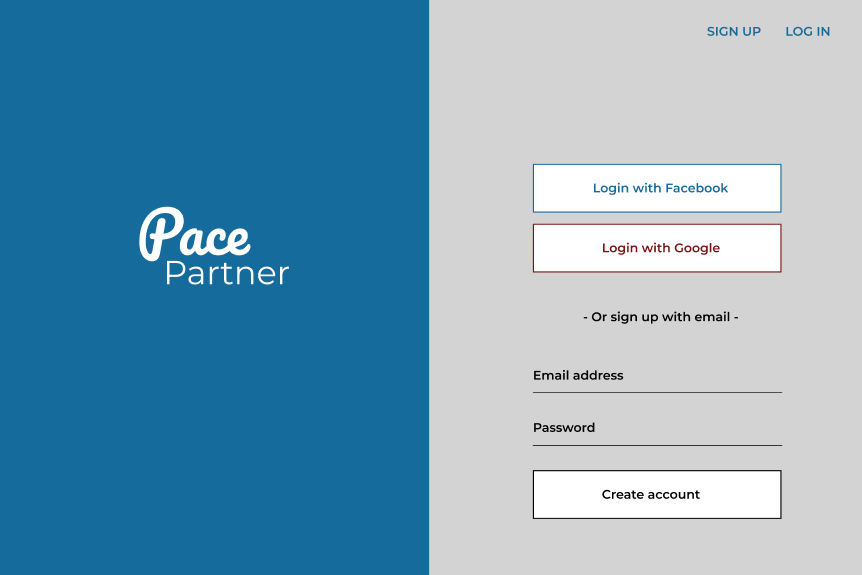 SIGN UP LOG IN
Pace
Partner
Login with Facebook
Login with Google
- Or sign up with email -
Email address
Password
Create account